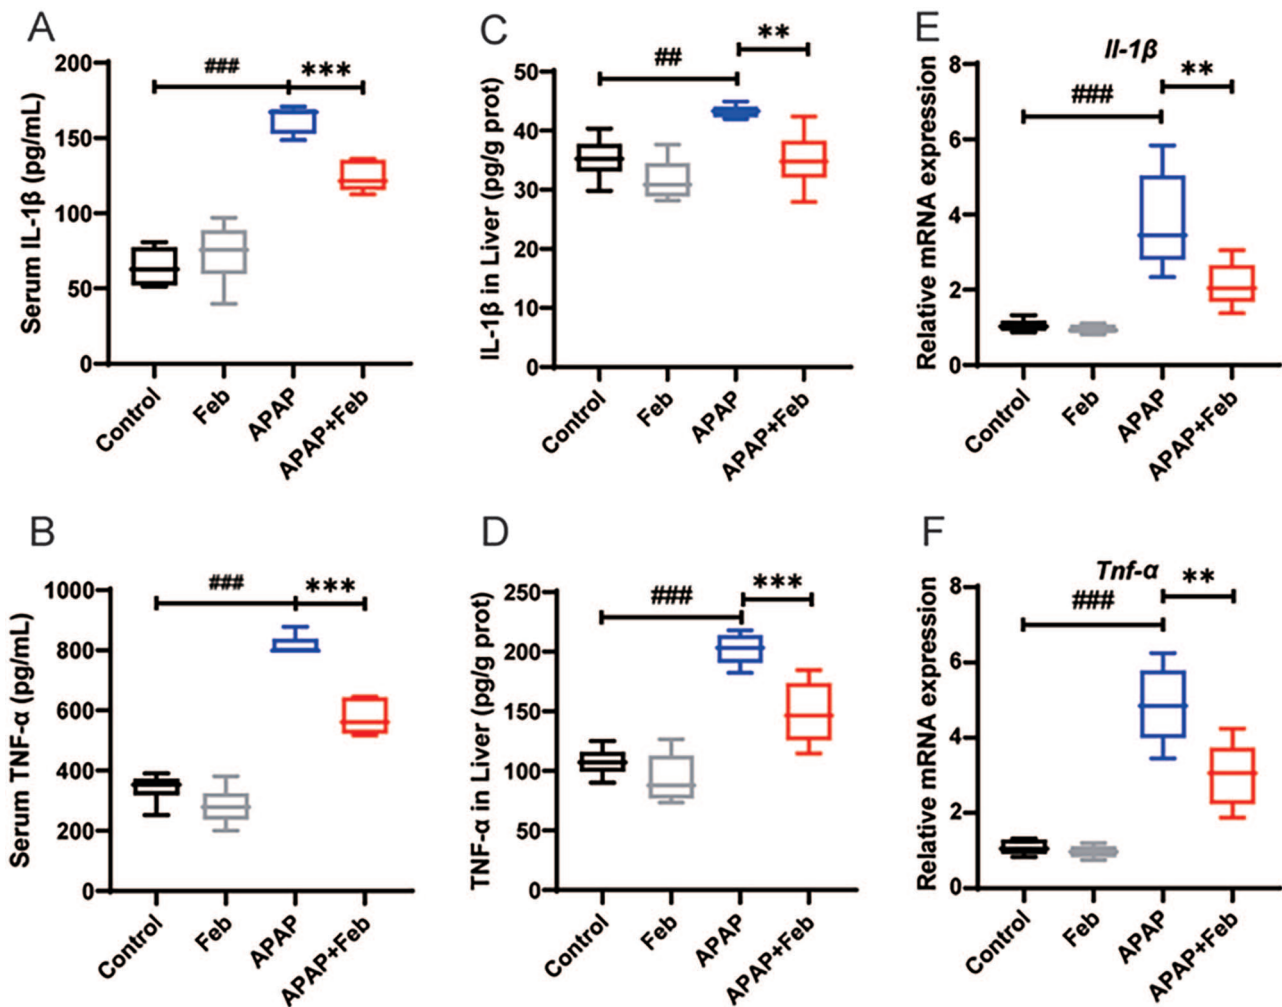 A
Serum IL-1β (pg/mL)
200
150
100
50
0
###
***
Control
Feb
APAP
APAP+Feb
C
IL-1β in Liver (pg/g prot)
50
40
30
20
10
0
##
**
Control
Feb
APAP
APAP+Feb
E
Il-1β
Relative mRNA expression
8
6
4
2
0
###
**
Control
Feb
APAP
APAP+Feb
B
Serum TNF-α (pg/mL)
1000
800
600
400
200
0
###
***
Control
Feb
APAP
APAP+Feb
D
TNF-α in Liver (pg/g prot)
250
200
150
100
50
0
###
***
Control
Feb
APAP
APAP+Feb
F
Tnf-α
Relative mRNA expression
8
6
4
2
0
###
**
Control
Feb
APAP
APAP+Feb